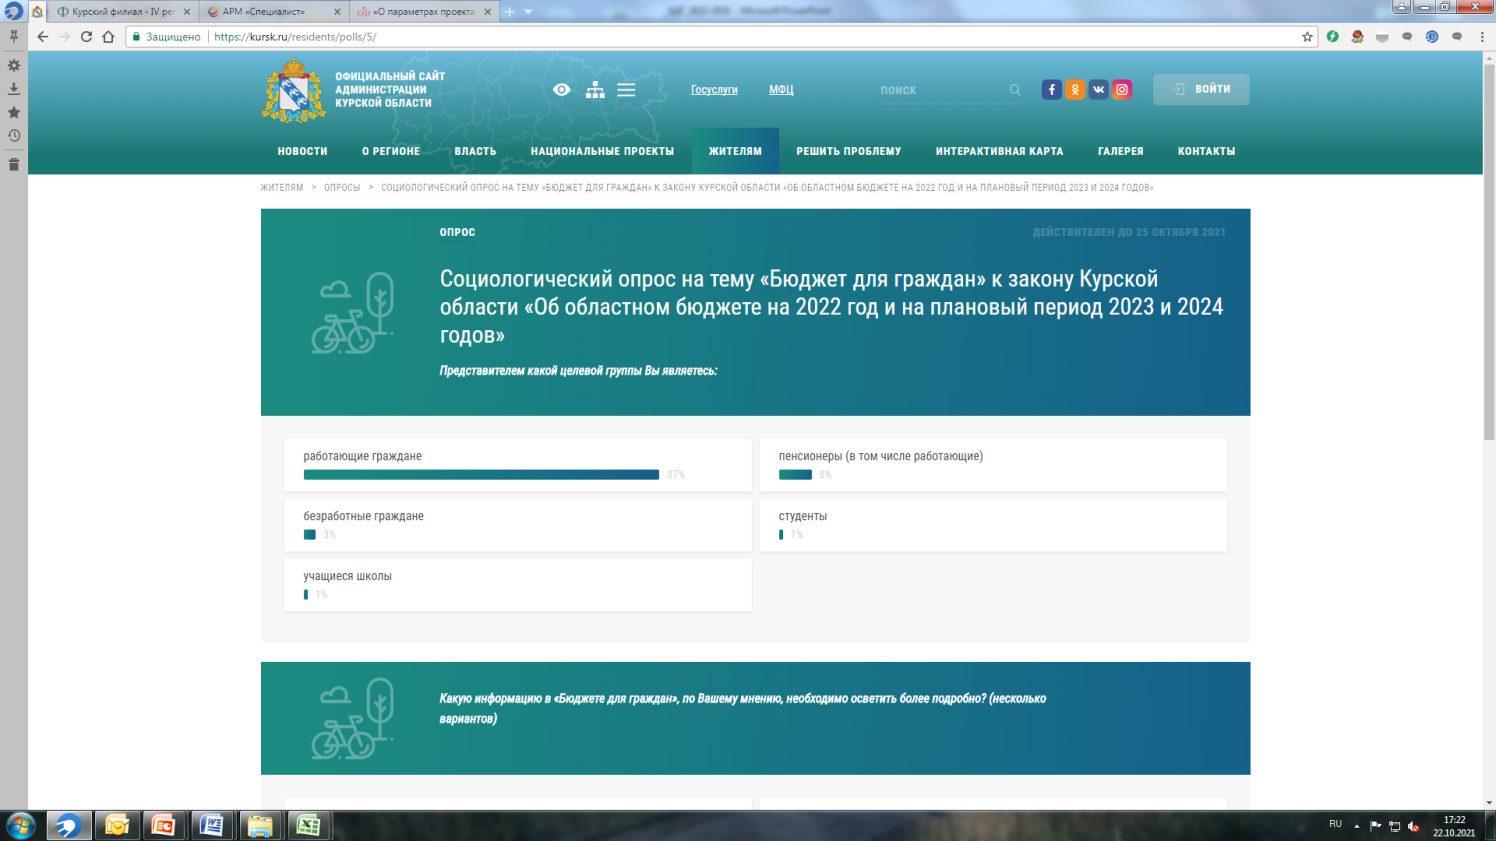 Курский филиал - IV рег
АРМ «Специалист»
«О параметрах проекта
Защищено
https://kursk.ru/residents/polls/5/
ОФИЦИАЛЬНЫЙ САЙТ
АДМИНИСТРАЦИИ
КУРСКОЙ ОБЛАСТИ
Госуслуги
МФЦ
ПОИСК
ВОЙТИ
НОВОСТИ О РЕГИОНЕ ВЛАСТЬ НАЦИОНАЛЬНЫЕ ПРОЕКТЫ ЖИТЕЛЯМ РЕШИТЬ ПРОБЛЕМУ ИНТЕРАКТИВНАЯ КАРТА ГАЛЕРЕЯ КОНТАКТЫ
ЖИТЕЛЯМ > ОПРОСЫ > СОЦИОЛОГИЧЕСКИЙ ОПРОС НА ТЕМУ «БЮДЖЕТ ДЛЯ ГРАЖДАН» К ЗАКОНУ КУРСКОЙ ОБЛАСТИ «ОБ ОБЛАСТНОМ БЮДЖЕТЕ НА 2022 ГОД И НА ПЛАНОВЫЙ ПЕРИОД 2023 И 2024 ГОДОВ»
ОПРОС
ДЕЙСТВИТЕЛЕН ДО 25 ОКТЯБРЯ 2021
Социологический опрос на тему «Бюджет для граждан» к закону Курской
области «Об областном бюджете на 2022 год и на плановый период 2023 и 2024
годов»
Представителем какой целевой группы Вы являетесь:
работающие граждане
87%
пенсионеры (в том числе работающие)
8%
безработные граждане
3%
студенты
1%
учащиеся школы
1%
Какую информацию в «Бюджете для граждан», по Вашему мнению, необходимо осветить более подробно? (несколько
вариантов)
RU
17:22
22.10.2021